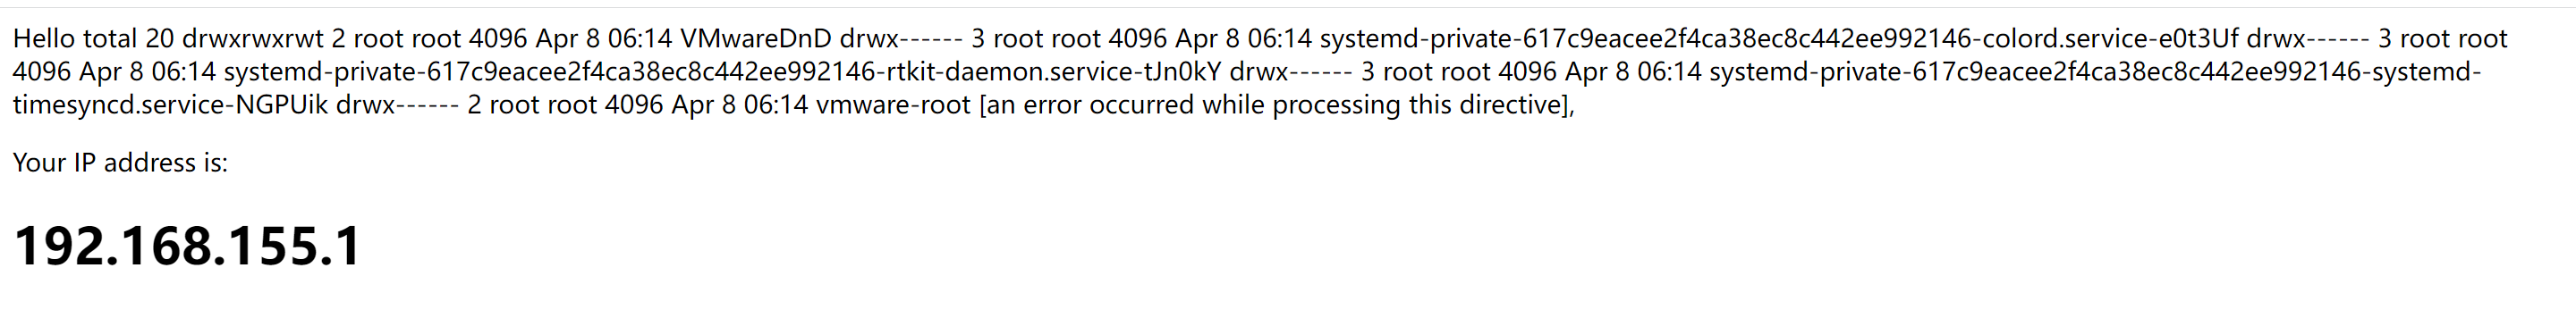 Hello total 20 drwxrwxrwt 2 root root 4096 Apr 8 06:14 VMwareDnD drwx------ 3 root root 4096 Apr 8 06:14 systemd-private-617c9eacee2f4ca38ec8c442ee992146-colord.service-e0t3Uf drwx------ 3 root root
4096 Apr 8 06:14 systemd-private-617c9eacee2f4ca38ec8c442ee992146-rtkit-daemon.service-tJn0kY drwx------ 3 root root 4096 Apr 8 06:14 systemd-private-617c9eacee2f4ca38ec8c442ee992146-systemd-
timesyncd.service-NGPUik drwx------ 2 root root 4096 Apr 8 06:14 vmware-root [an error occurred while processing this directive],
Your IP address is:
192.168.155.1